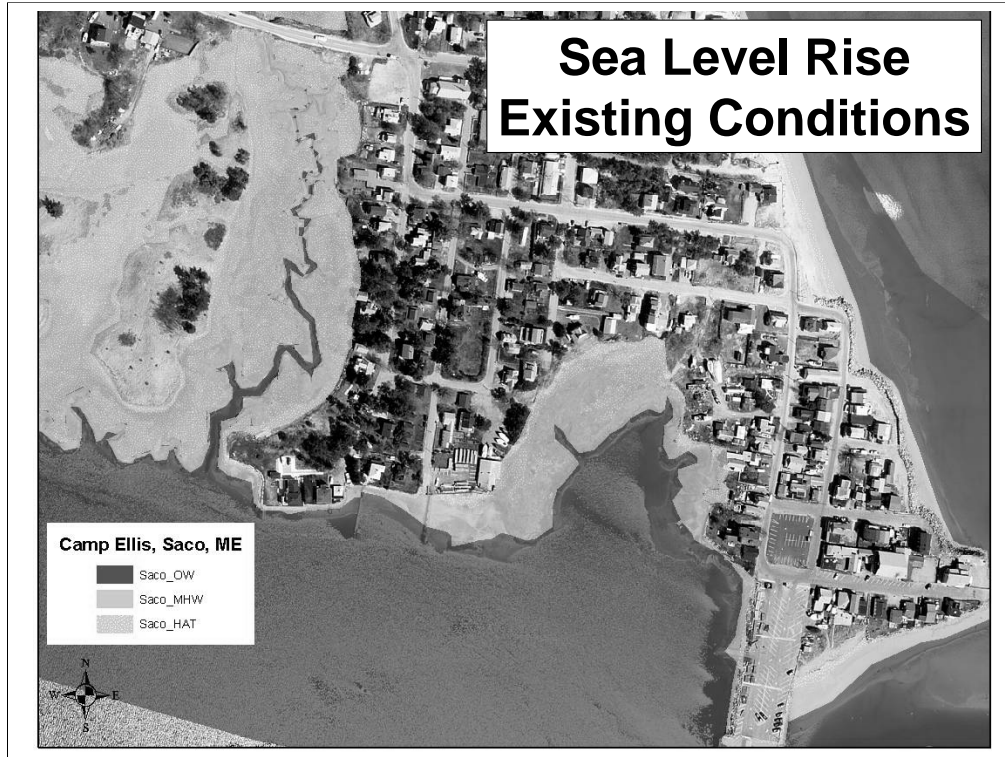 Sea Level Rise
Existing Conditions
Camp Ellis, Saco, ME
Saco_OW
Saco_MHW
Saco_HAT
N
W
E
S